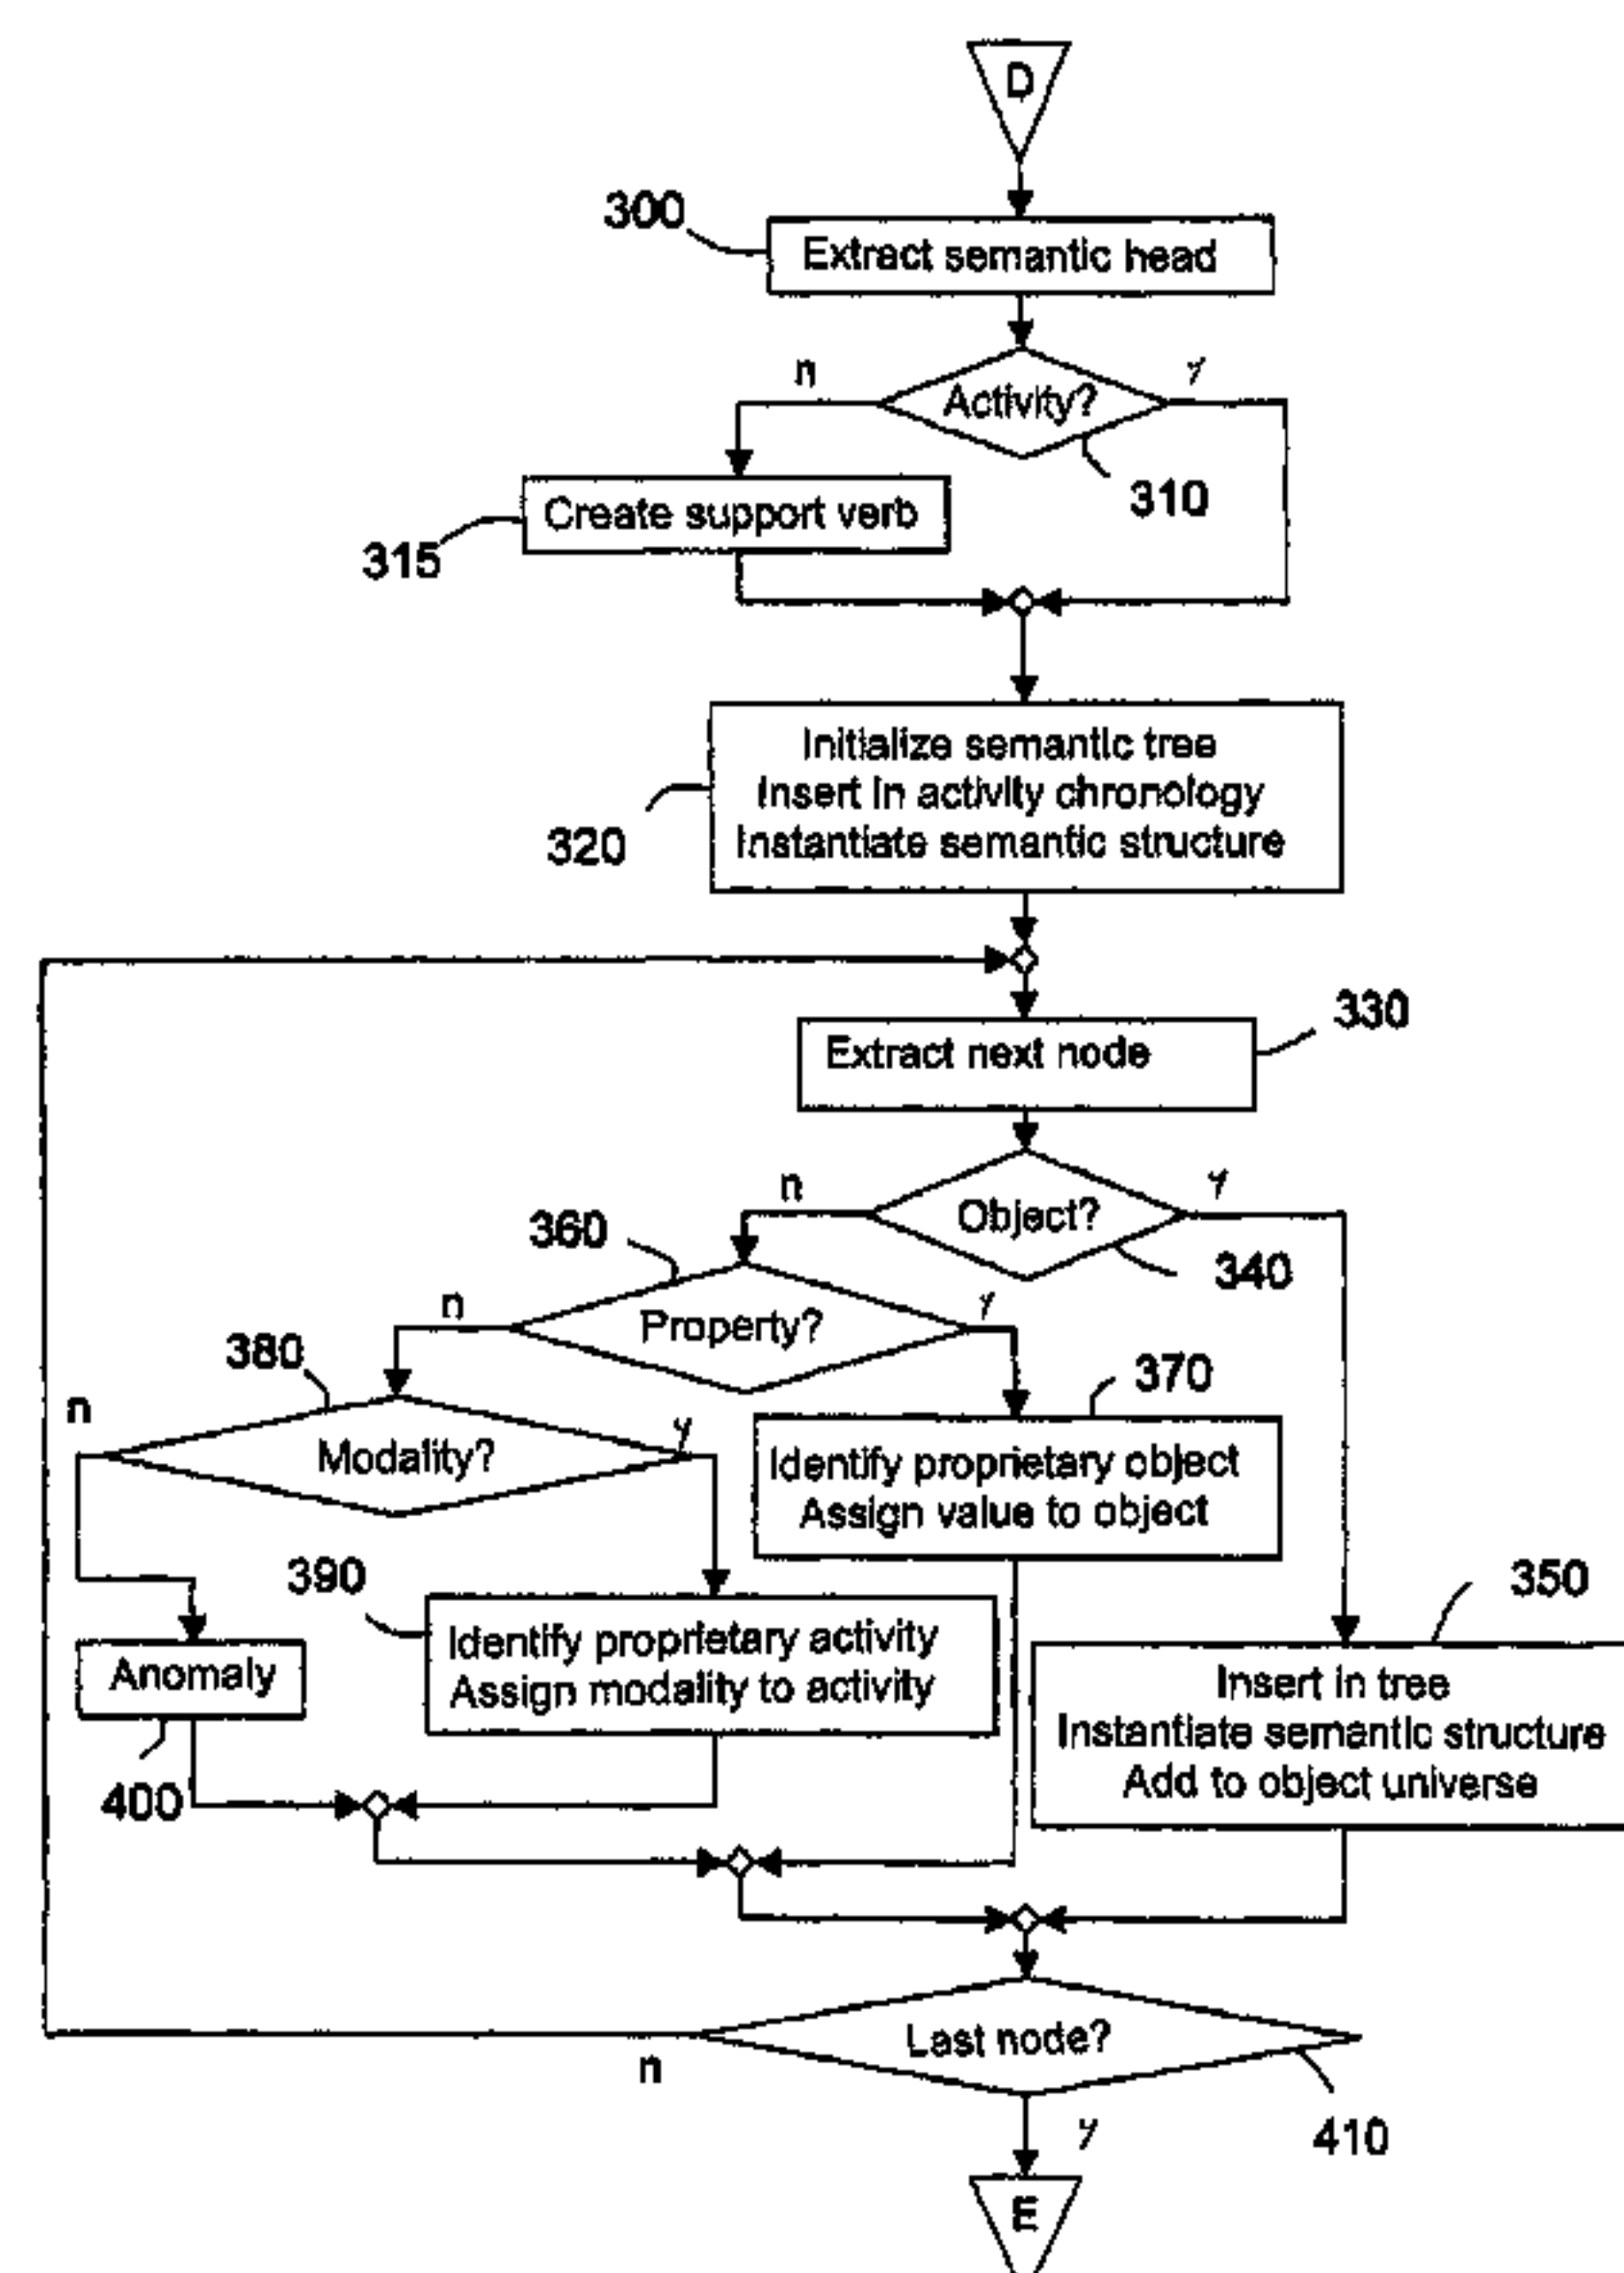 D
300
Extract semantic head
n
y
Activity?
310
Create support verb
315
Initialize semantic tree
Insert in activity chronology
Instantiate semantic structure
320
330
Extract next node
n
y
Object?
360
340
n
y
Property?
380
370
n
y
Modality?
Identify proprietary object
Assign value to object
390
350
Identify proprietary activity
Assign modality to activity
Anomaly
Insert in tree
Instantiate semantic structure
Add to object universe
400
Last node?
n
y
410
E